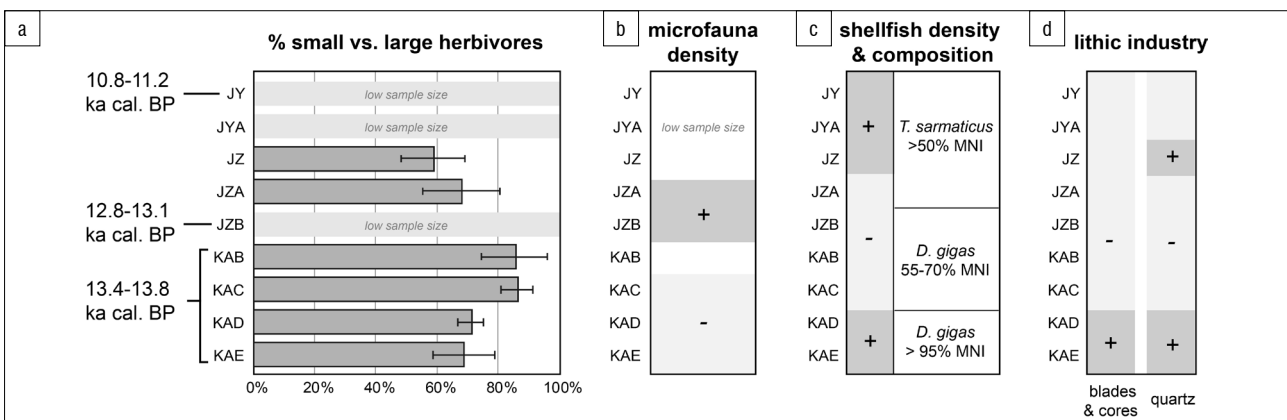 a
% small vs. large herbivores
10.8-11.2
ka cal. BP
12.8-13.1
ka cal. BP
13.4-13.8
ka cal. BP
JY
low sample size
JYA
low sample size
JZ
JZA
JZB
low sample size
KAB
KAC
KAD
KAE
0%
20%
40%
60%
80%
100%
b
microfauna
density
JY
JYA
low sample size
JZ
JZA
JZB
+
KAB
KAC
KAD
-
KAE
c
shellfish density
& composition
JY
JYA
+
JZ
JZA
JZB
-
KAB
KAC
KAD
KAE
+
T. sarmaticus
>50% MNI
D. gigas
55-70% MNI
D. gigas
> 95% MNI
d
lithic industry
JY
JYA
JZ
+
JZA
JZB
- -
KAB
KAC
KAD
KAE
+ +
blades
& cores
quartz